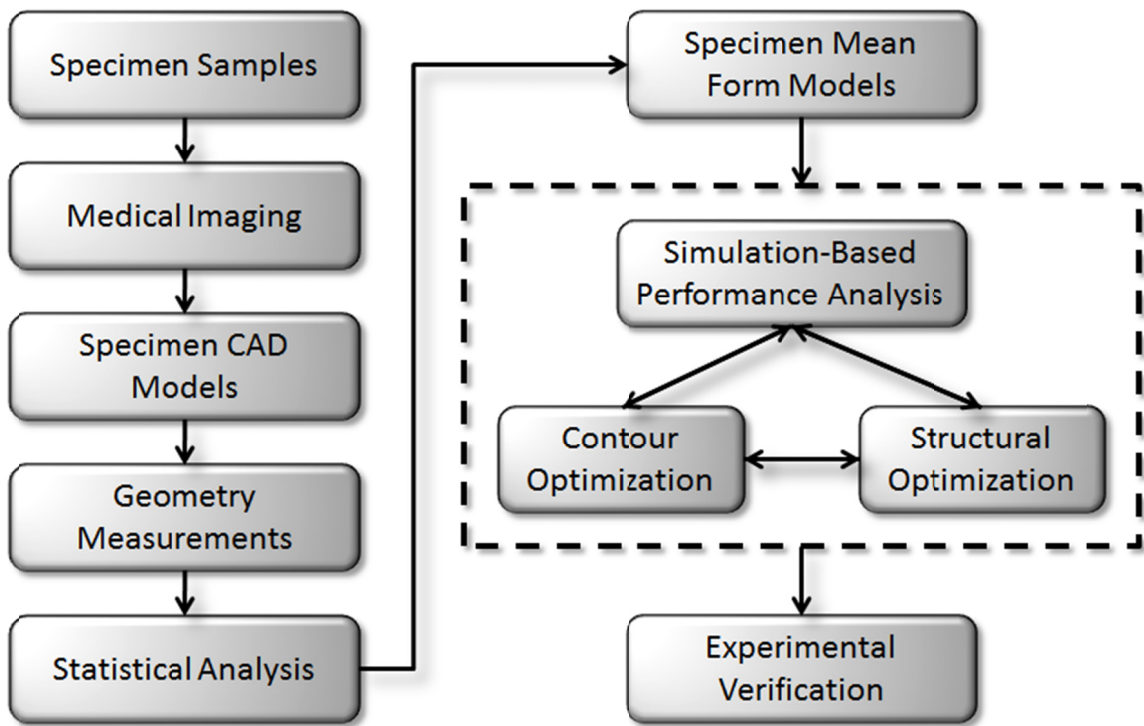 Specimen Samples
Medical Imaging
Specimen CAD
Models
Geometry
Measurements
Statistical Analysis
Specimen Mean
Form Models
Simulation-Based
Performance Analysis
Contour
Optimization
Structural
Optimization
Experimental
Verification